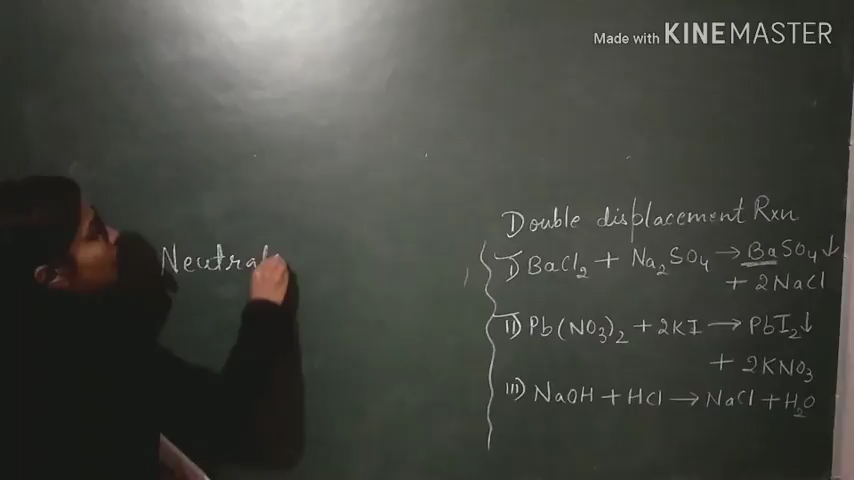 Made with KINEMASTER
Neutral
Double displacement Rxn
I) BaCl₂ + Na₂SO₄ → BaSO₄↓
+ 2NaCl
II) Pb(NO₃)₂ + 2KI → PbI₂↓
+ 2KNO₃
III) NaOH + HCl → NaCl + H₂O